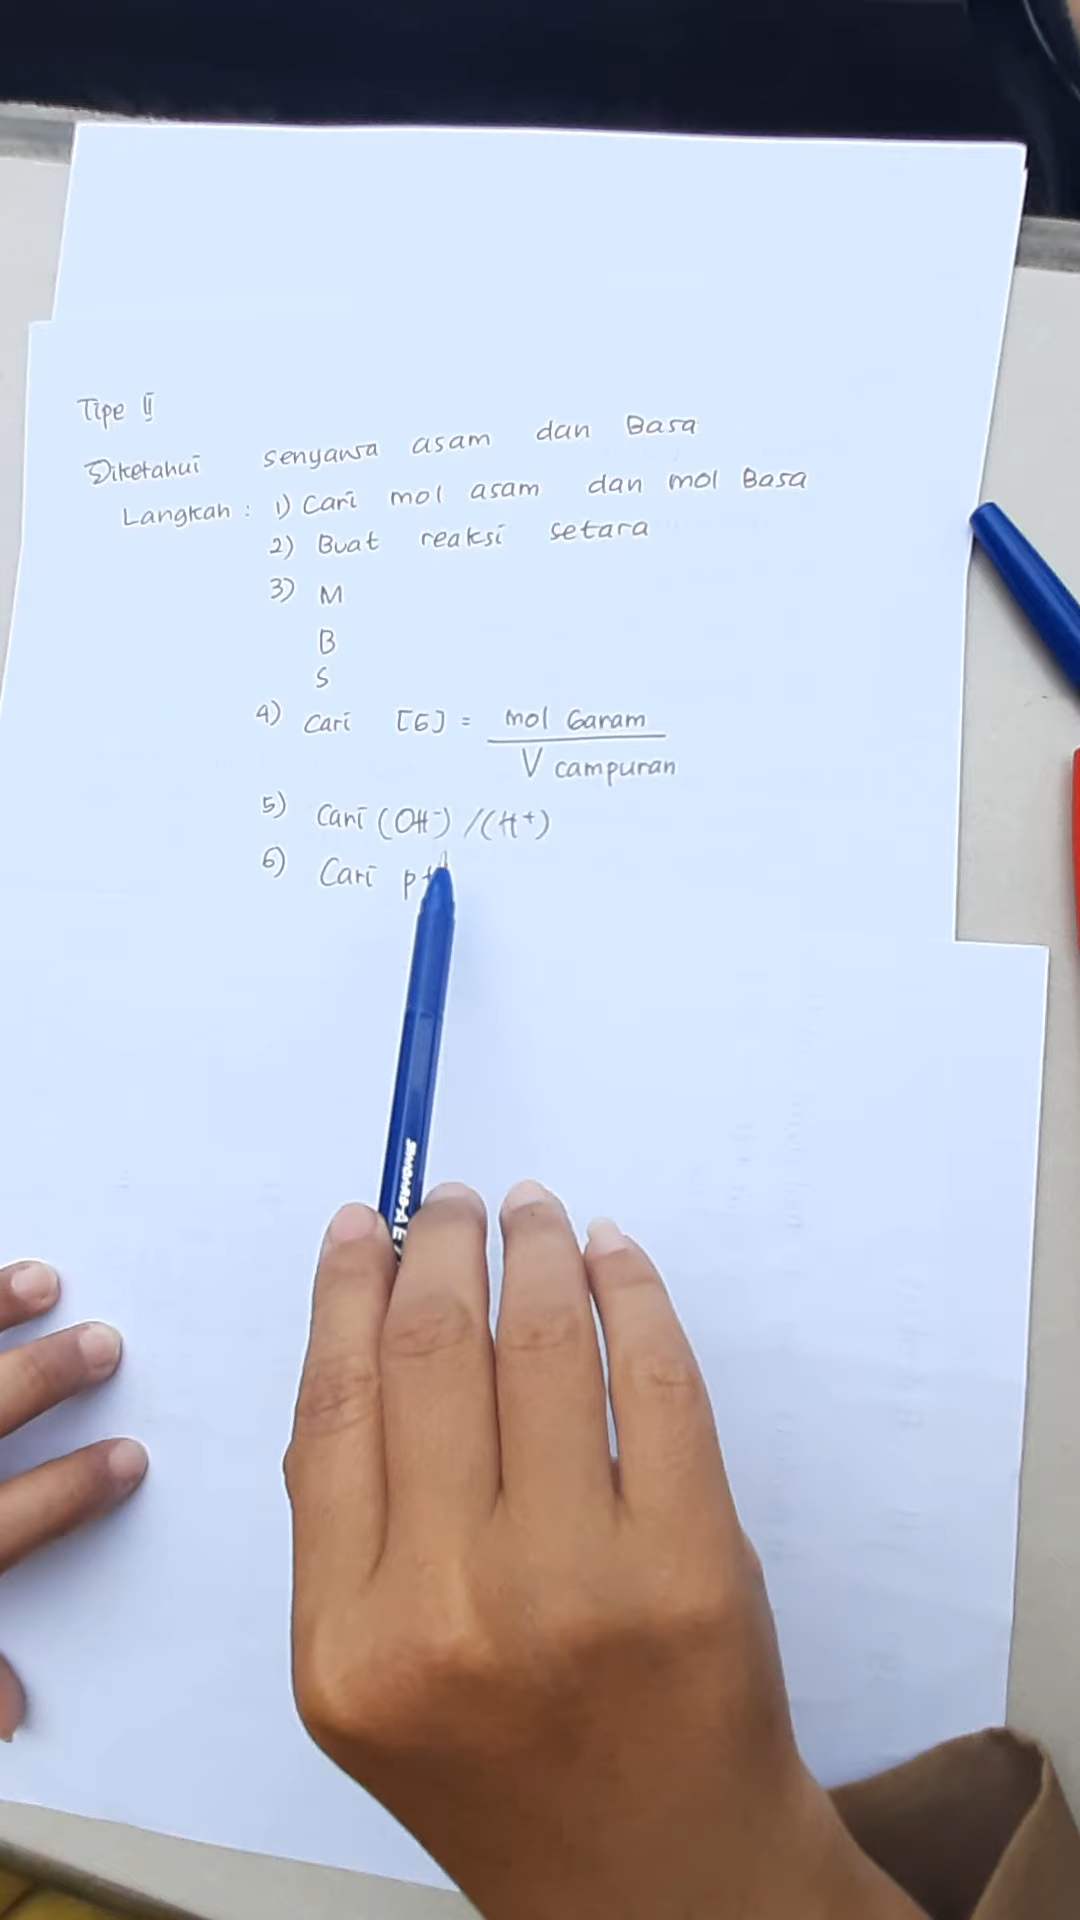 Tipe II
Diketahui senyawa asam dan Basa
Langkah : 1) Cari mol asam dan mol Basa
2) Buat reaksi setara
3) M
B
S
4) Cari [G] = mol Garam
V campuran
5) Cari (OH-) / (H+)
6) Cari pH